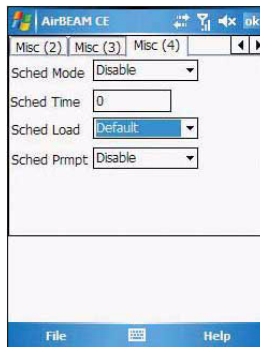 AirBEAM CE ok
Misc (2) Misc (3) Misc (4)
Sched Mode Disable
Sched Time 0
Sched Load Default
Sched Prmpt Disable
File Help